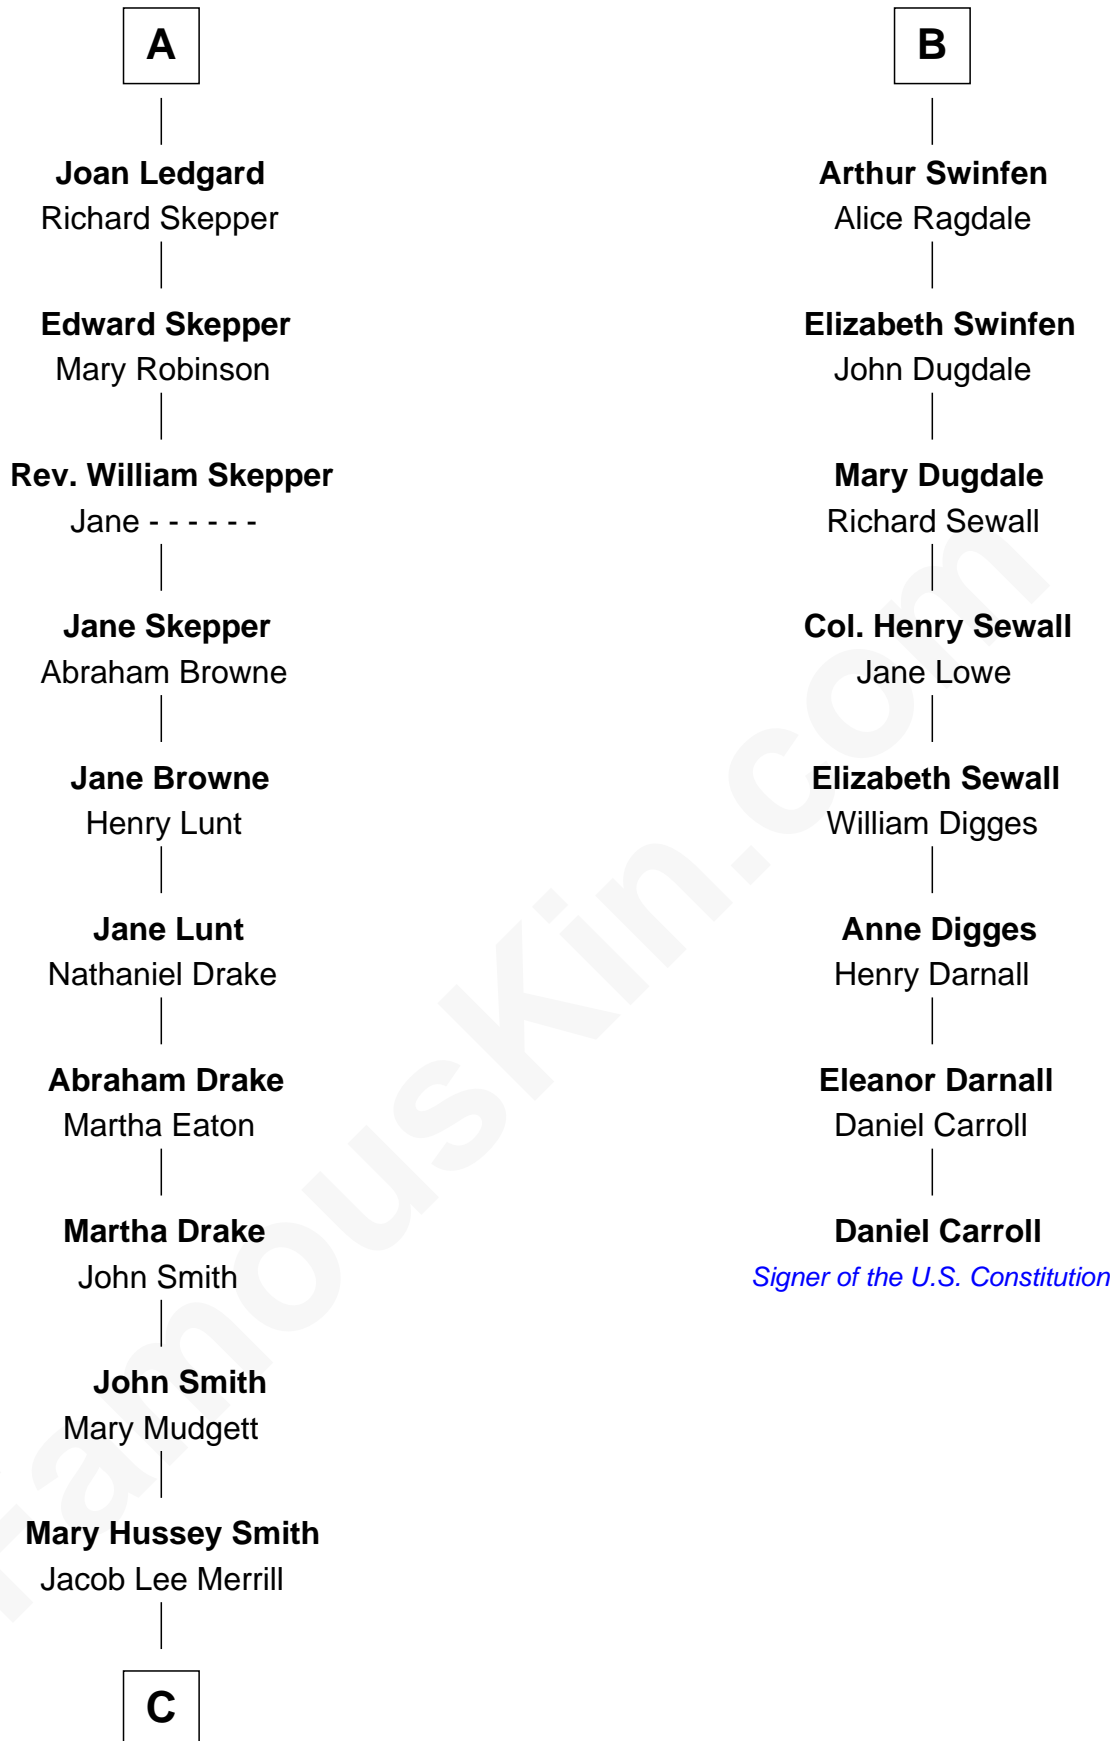 A
Joan Ledgard
Richard Skepper
Edward Skepper
Mary Robinson
Rev. William Skepper
Jane - - - - - -
Jane Skepper
Abraham Browne
Jane Browne
Henry Lunt
Jane Lunt
Nathaniel Drake
Abraham Drake
Martha Eaton
Martha Drake
John Smith
John Smith
Mary Mudgett
Mary Hussey Smith
Jacob Lee Merrill
C
B
Arthur Swinfen
Alice Ragdale
Elizabeth Swinfen
John Dugdale
Mary Dugdale
Richard Sewall
Col. Henry Sewall
Jane Lowe
Elizabeth Sewall
William Digges
Anne Digges
Henry Darnall
Eleanor Darnall
Daniel Carroll
Daniel Carroll
Signer of the U.S. Constitution
FamousKin.com